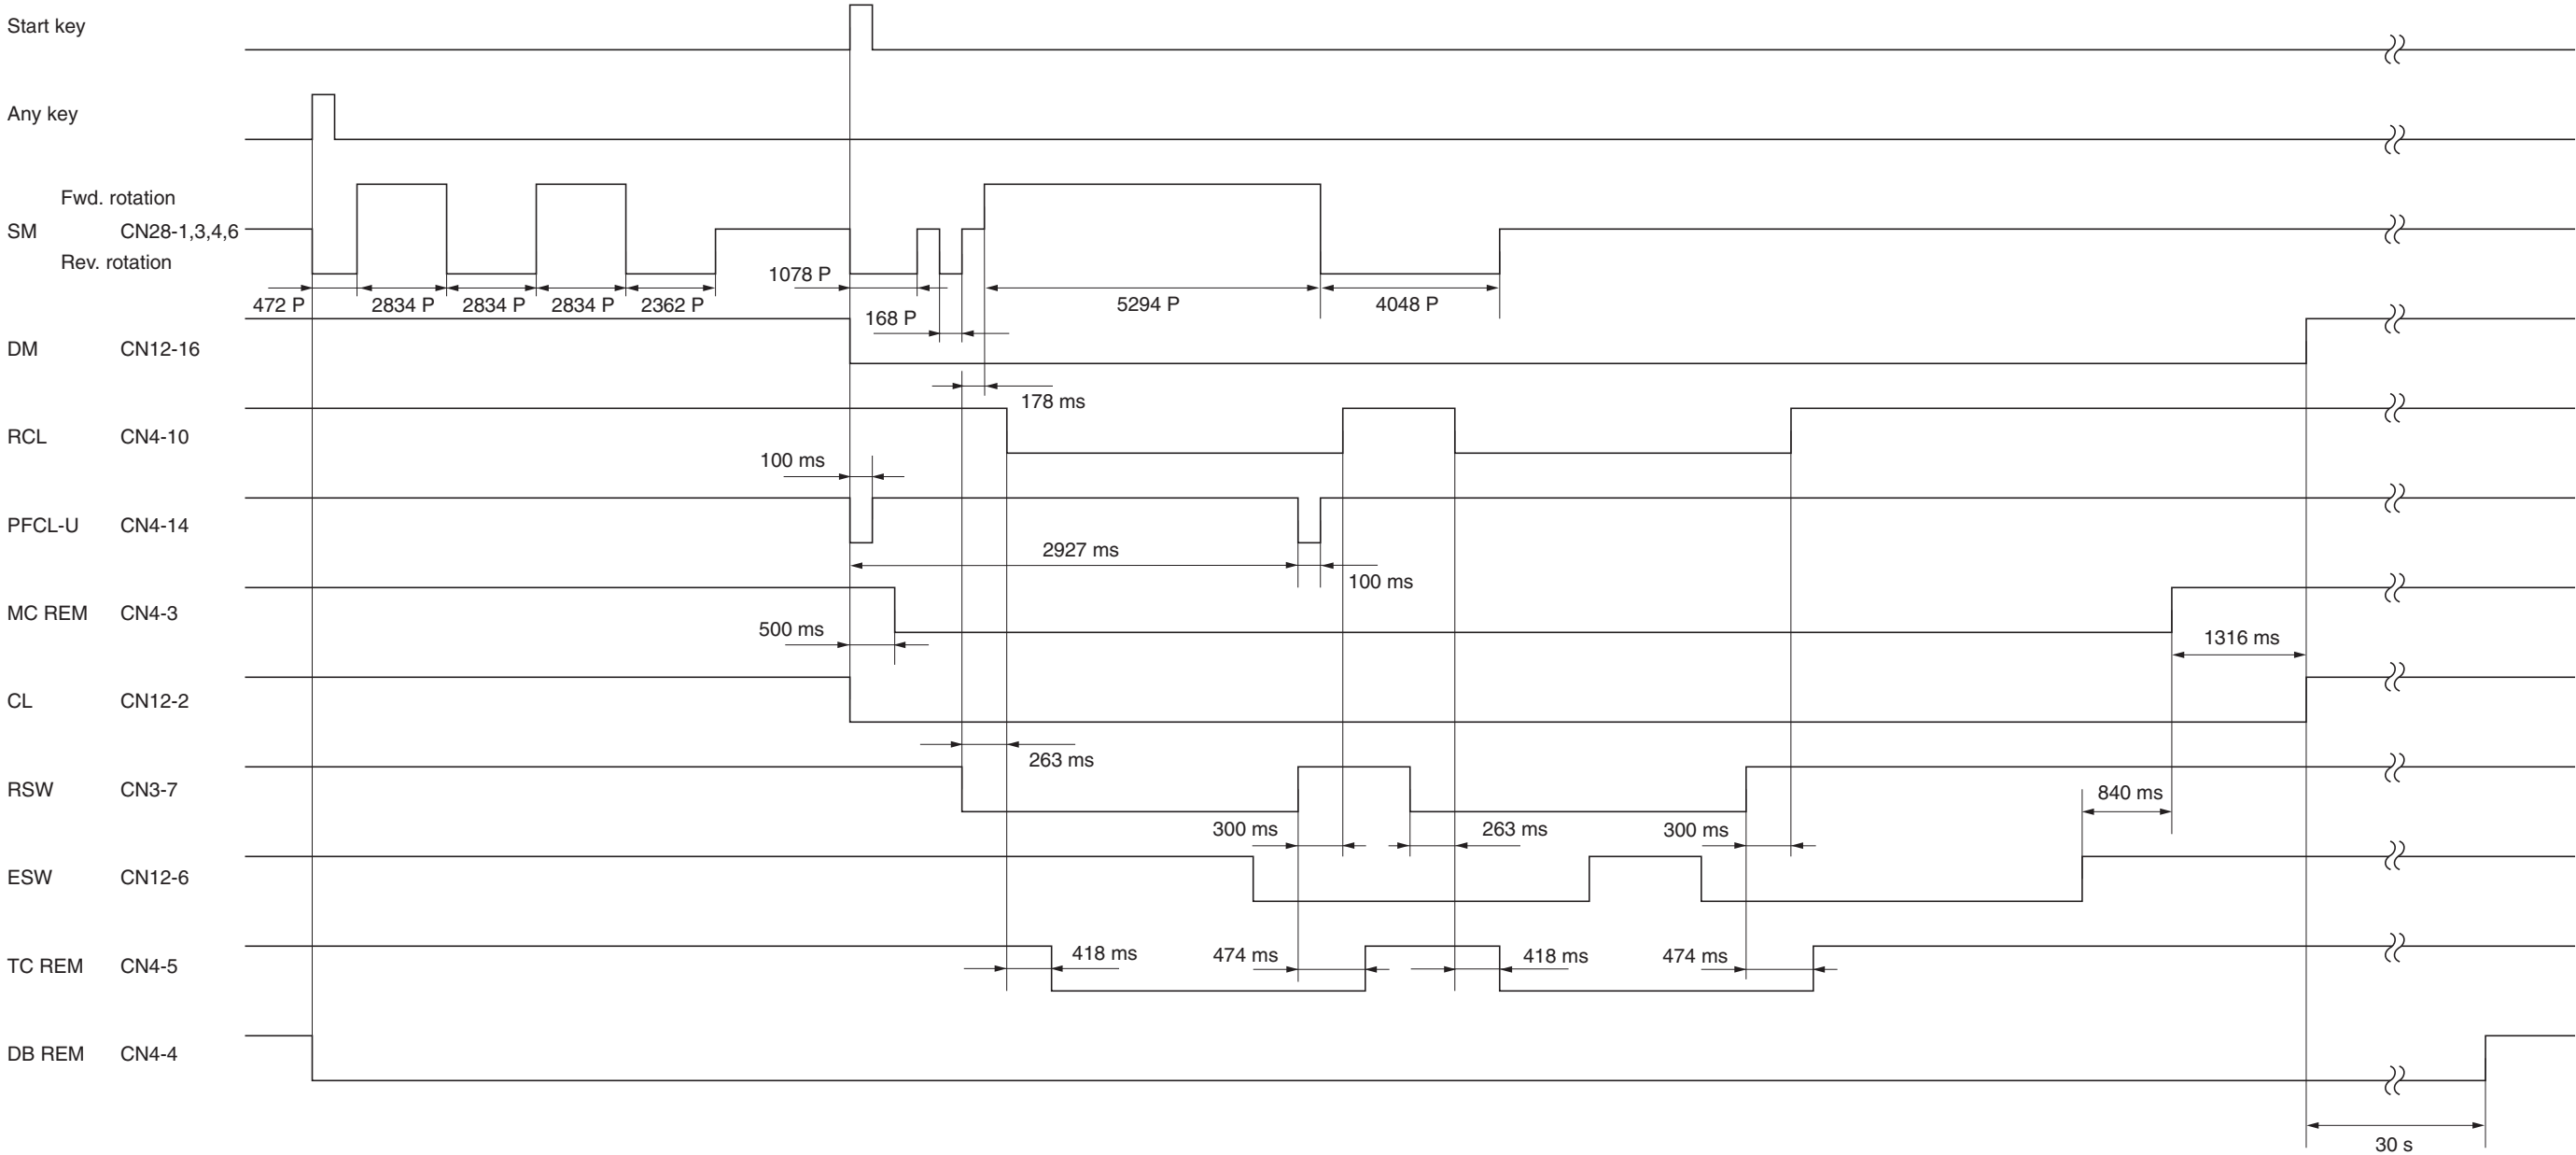 Start key
Any key
Fwd. rotation
SM CN28-1,3,4,6
Rev. rotation
1078 P
472 P 2834 P 2834 P 2834 P 2362 P 5294 P 4048 P
168 P
DM CN12-16
178 ms
RCL CN4-10
100 ms
PFCL-U CN4-14
2927 ms
100 ms
MC REM CN4-3
500 ms
1316 ms
CL CN12-2
263 ms
RSW CN3-7
840 ms
300 ms 263 ms 300 ms
ESW CN12-6
418 ms 474 ms 418 ms 474 ms
TC REM CN4-5
DB REM CN4-4
30 s